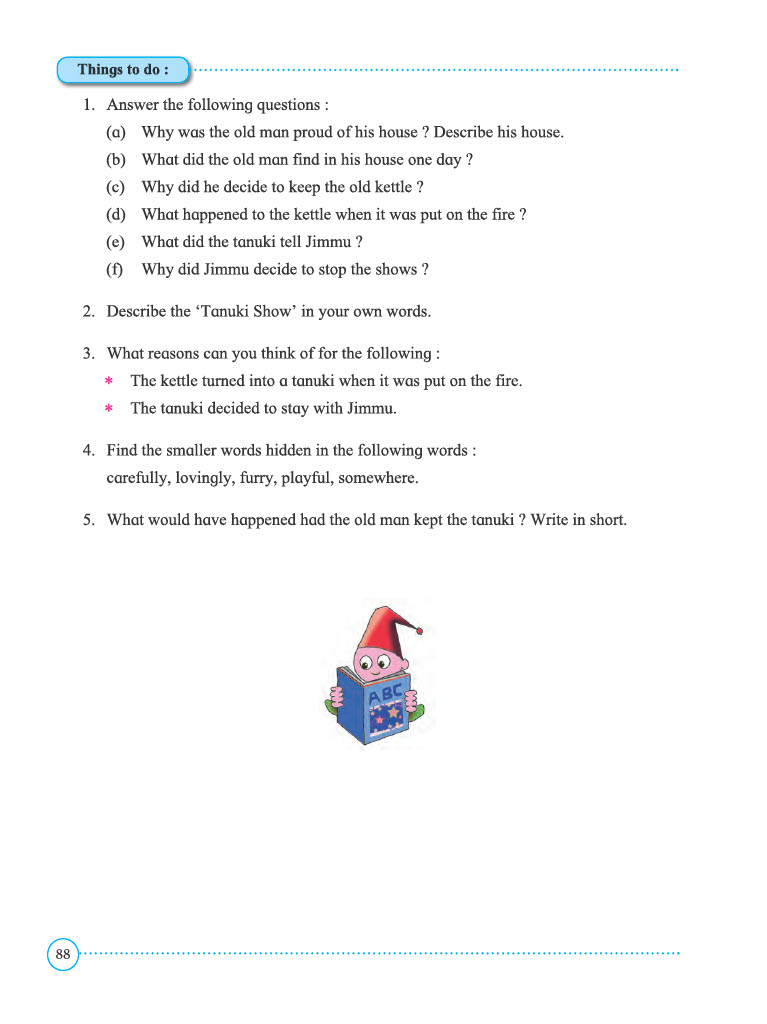 Things to do :
1. Answer the following questions :
(a) Why was the old man proud of his house ? Describe his house.
(b) What did the old man find in his house one day ?
(c) Why did he decide to keep the old kettle ?
(d) What happened to the kettle when it was put on the fire ?
(e) What did the tanuki tell Jimmu ?
(f) Why did Jimmu decide to stop the shows ?
2. Describe the ‘Tanuki Show’ in your own words.
3. What reasons can you think of for the following :
* The kettle turned into a tanuki when it was put on the fire.
* The tanuki decided to stay with Jimmu.
4. Find the smaller words hidden in the following words :
carefully, lovingly, furry, playful, somewhere.
5. What would have happened had the old man kept the tanuki ? Write in short.
ABC
88